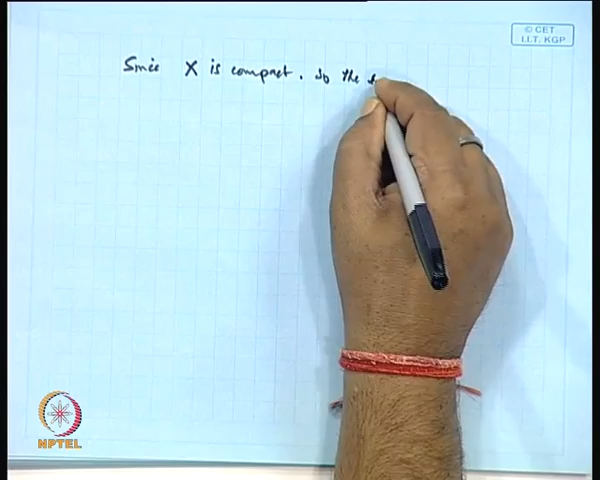 © CET
I.I.T. KGP
Since X is compact. So the
NPTEL